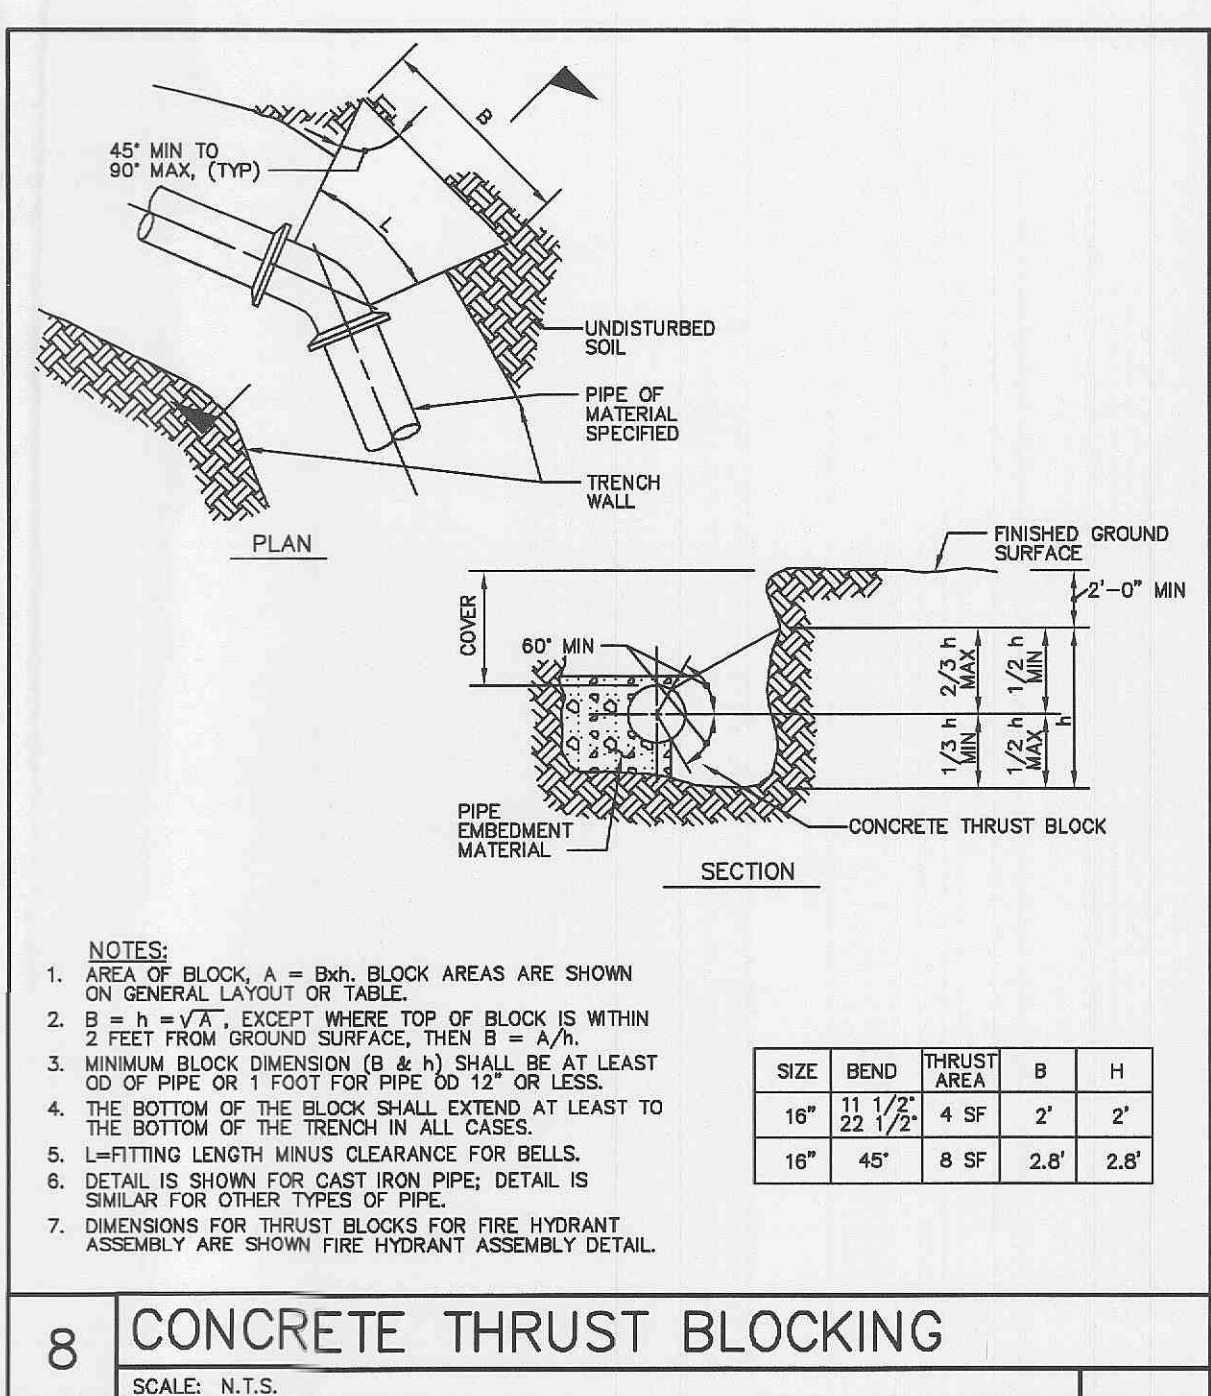 B
45° MIN TO
90° MAX, (TYP)
L
UNDISTURBED
SOIL
PIPE OF
MATERIAL
SPECIFIED
TRENCH
WALL
PLAN
FINISHED GROUND
SURFACE
2'-0" MIN
COVER
60° MIN
2/3 h
MAX
1/2 h
MIN
h
1/3 h
MIN
1/2 h
MAX
PIPE
EMBEDMENT
MATERIAL
CONCRETE THRUST BLOCK
SECTION
NOTES:
1. AREA OF BLOCK, A = Bxh. BLOCK AREAS ARE SHOWN
ON GENERAL LAYOUT OR TABLE.
2. B = h = √A, EXCEPT WHERE TOP OF BLOCK IS WITHIN
2 FEET FROM GROUND SURFACE, THEN B = A/h.
3. MINIMUM BLOCK DIMENSION (B & h) SHALL BE AT LEAST
OD OF PIPE OR 1 FOOT FOR PIPE OD 12" OR LESS.
4. THE BOTTOM OF THE BLOCK SHALL EXTEND AT LEAST TO
THE BOTTOM OF THE TRENCH IN ALL CASES.
5. L=FITTING LENGTH MINUS CLEARANCE FOR BELLS.
6. DETAIL IS SHOWN FOR CAST IRON PIPE; DETAIL IS
SIMILAR FOR OTHER TYPES OF PIPE.
7. DIMENSIONS FOR THRUST BLOCKS FOR FIRE HYDRANT
ASSEMBLY ARE SHOWN FIRE HYDRANT ASSEMBLY DETAIL.
SIZE BEND THRUST AREA B H
16" 11 1/2° 22 1/2° 4 SF 2' 2'
16" 45° 8 SF 2.8' 2.8'
8 CONCRETE THRUST BLOCKING
SCALE: N.T.S.